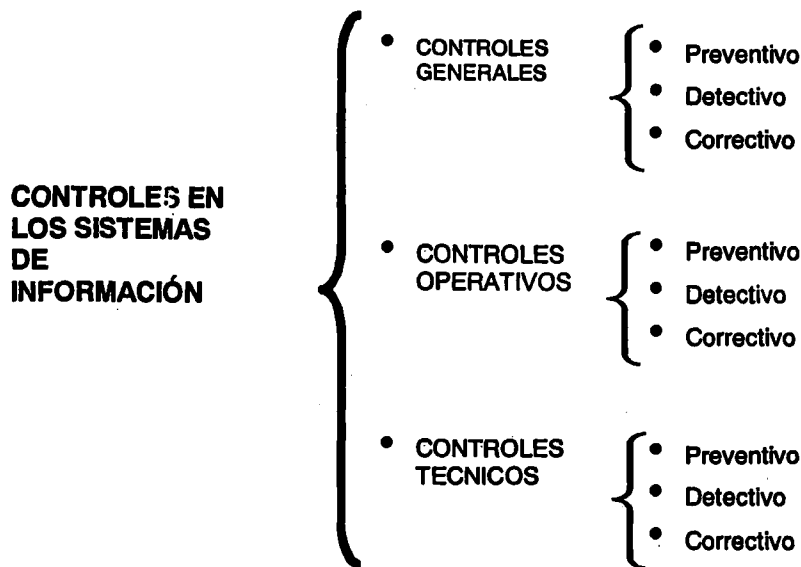 CONTROLES EN
LOS SISTEMAS
DE
INFORMACIÓN
• CONTROLES
GENERALES
• Preventivo
• Detectivo
• Correctivo
• CONTROLES
OPERATIVOS
• Preventivo
• Detectivo
• Correctivo
• CONTROLES
TECNICOS
• Preventivo
• Detectivo
• Correctivo